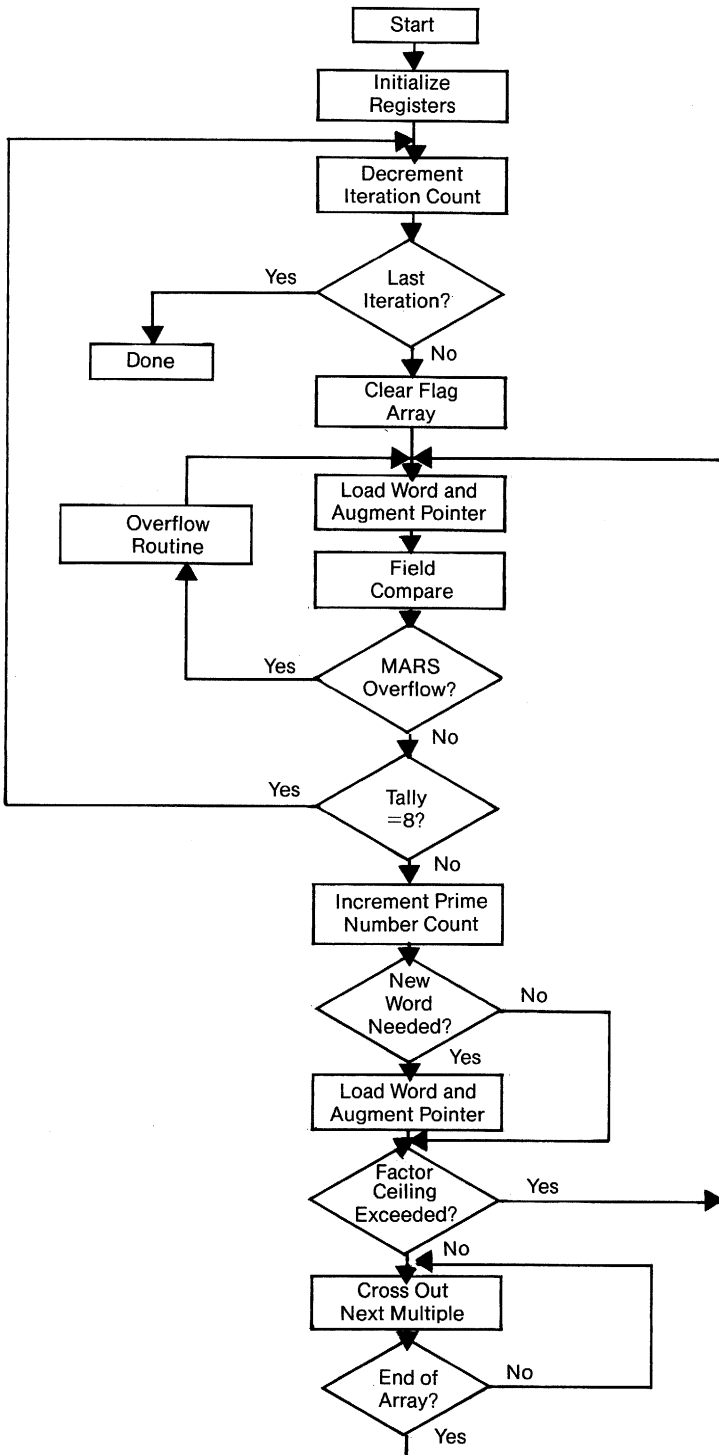 Start
Initialize
Registers
Decrement
Iteration Count
Yes
Last
Iteration?
Done
No
Clear Flag
Array
Load Word and
Augment Pointer
Overflow
Routine
Field
Compare
Yes
MARS
Overflow?
No
Yes
Tally
=8?
No
Increment Prime
Number Count
New
Word
Needed?
No
Yes
Load Word and
Augment Pointer
Factor
Ceiling
Exceeded?
Yes
No
Cross Out
Next Multiple
End of
Array?
No
Yes